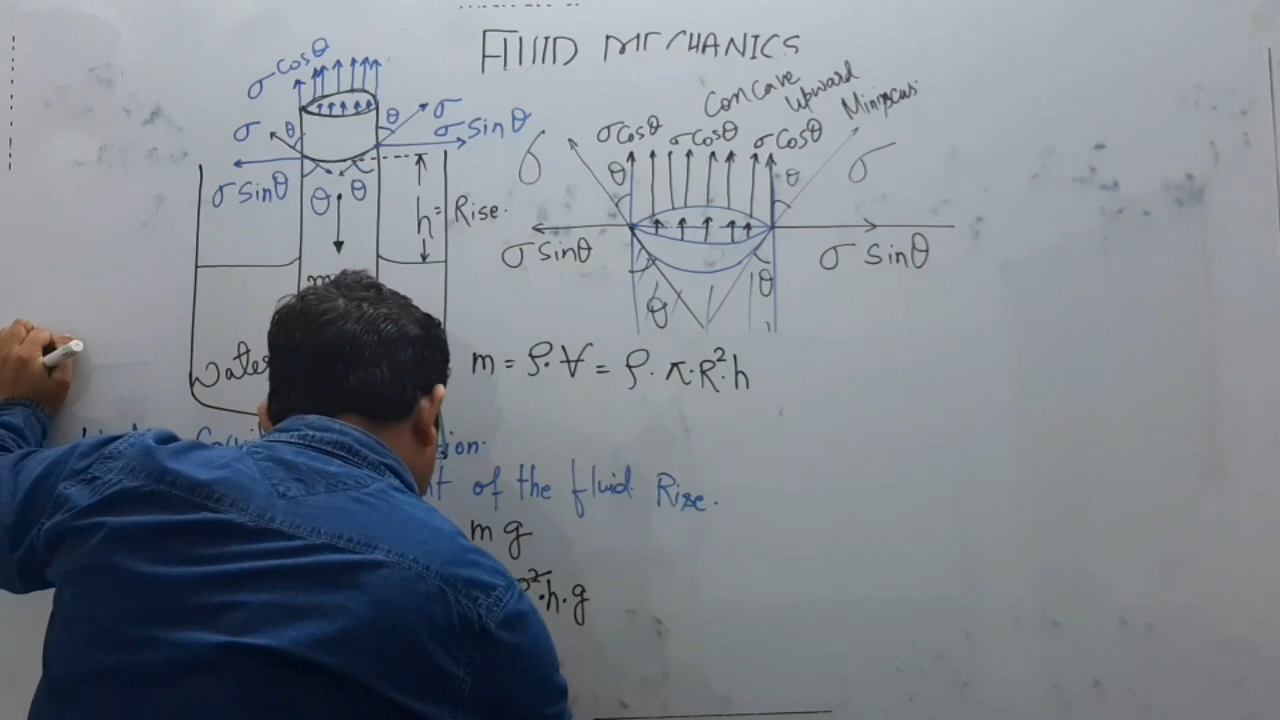 FLUID MECHANICS
Concave
upward
Miniscus
σ cosθ
σ
θ
θ
σ
σ sinθ
σ sinθ
θ
θ
h = Rise.
σ
σcosθ
σcosθ
σcosθ
σ
θ
θ
σ sinθ
σ sinθ
θ
θ
m
Water
m = ρ.V = ρ.π.R².h
of the fluid Rise.
m g
².h.g